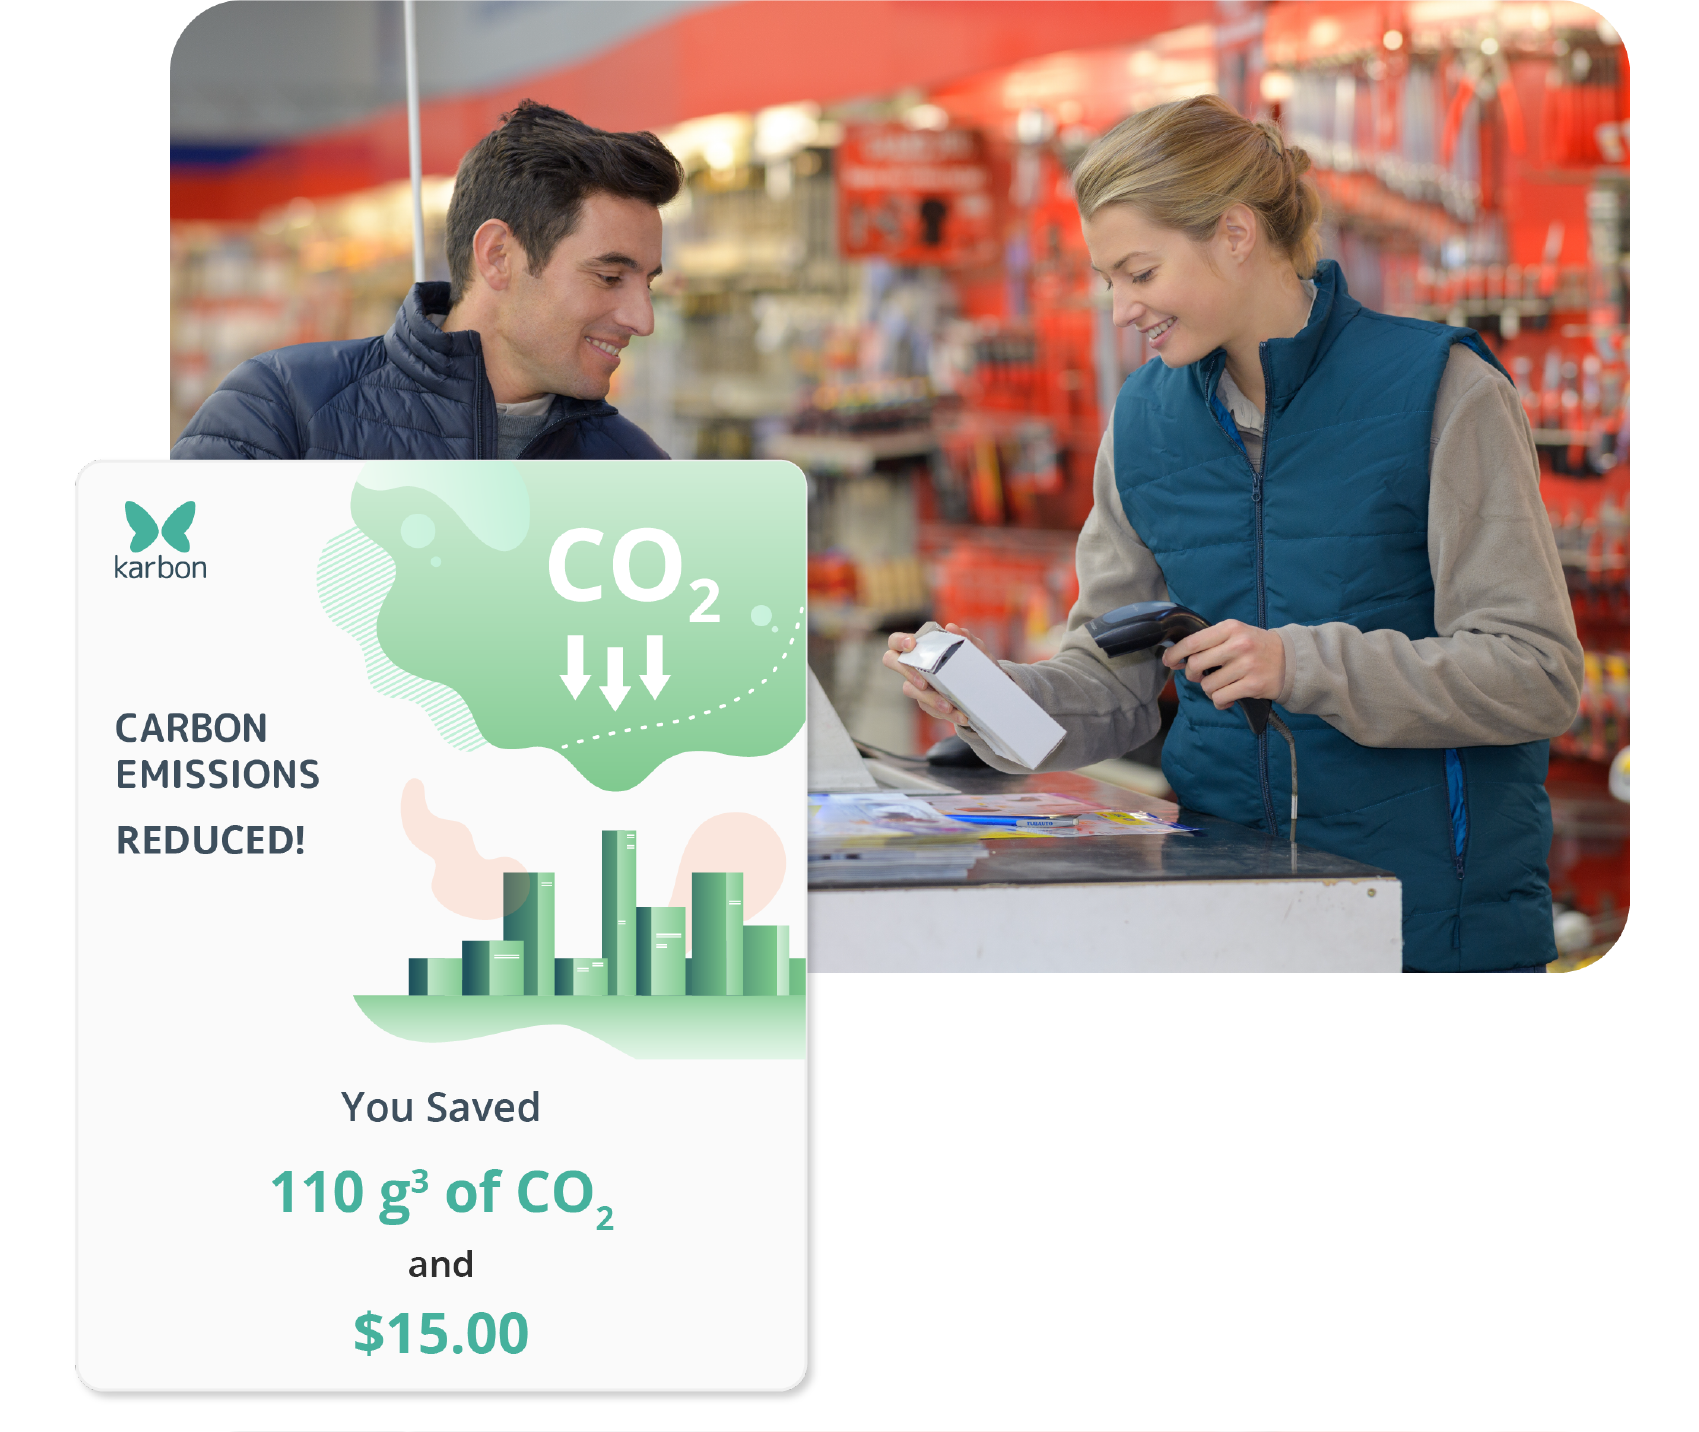 karbon
CO₂
CARBON
EMISSIONS
REDUCED!
You Saved
110 g³ of CO₂
and
$15.00